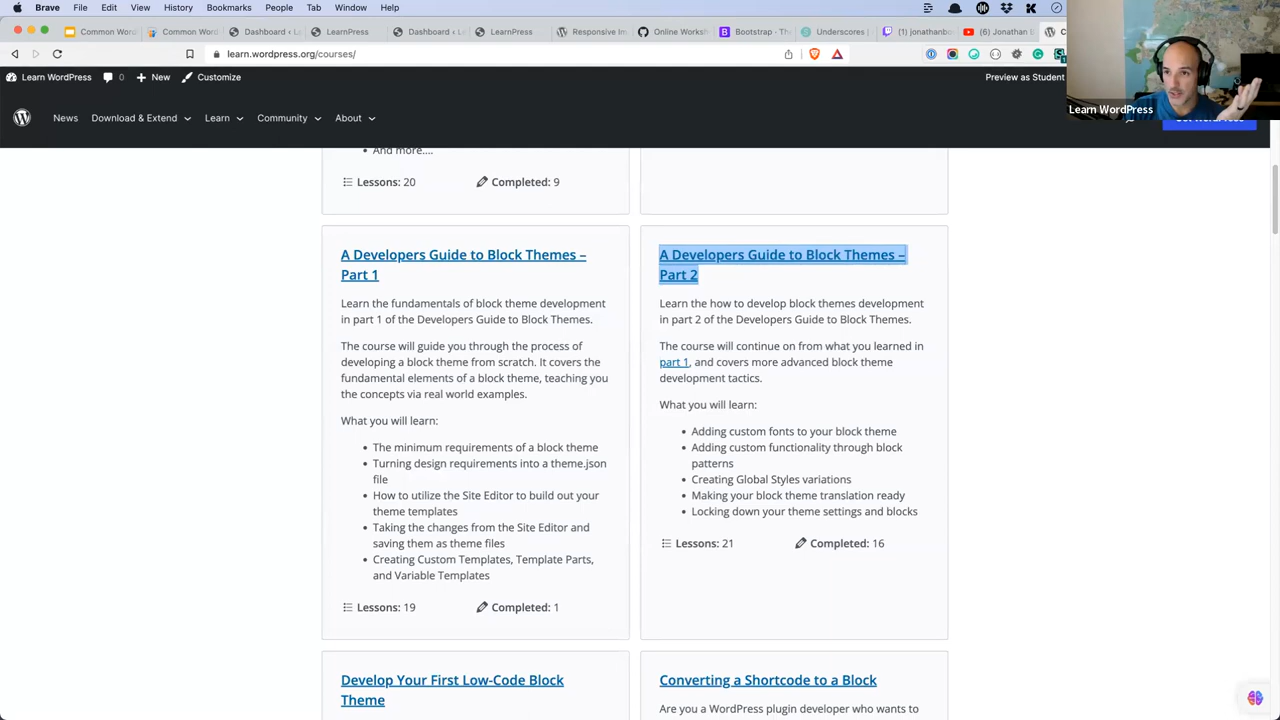 Brave File Edit View History Bookmarks People Tab Window Help
Common Word Common Word Dashboard ‹ L LearnPress Dashboard ‹ L LearnPress Responsive Im Online Works Bootstrap · The Underscores (1) jonathanbo (6) Jonathan B
learn.wordpress.org/courses/
Learn WordPress 0 New Customize Preview as Student
Learn WordPress
News Download & Extend Learn Community About
And more....
Lessons: 20 Completed: 9
A Developers Guide to Block Themes –
Part 1
Learn the fundamentals of block theme development
in part 1 of the Developers Guide to Block Themes.
The course will guide you through the process of
developing a block theme from scratch. It covers the
fundamental elements of a block theme, teaching you
the concepts via real world examples.
What you will learn:
The minimum requirements of a block theme
Turning design requirements into a theme.json
file
How to utilize the Site Editor to build out your
theme templates
Taking the changes from the Site Editor and
saving them as theme files
Creating Custom Templates, Template Parts,
and Variable Templates
Lessons: 19 Completed: 1
A Developers Guide to Block Themes –
Part 2
Learn the how to develop block themes development
in part 2 of the Developers Guide to Block Themes.
The course will continue on from what you learned in
part 1, and covers more advanced block theme
development tactics.
What you will learn:
Adding custom fonts to your block theme
Adding custom functionality through block
patterns
Creating Global Styles variations
Making your block theme translation ready
Locking down your theme settings and blocks
Lessons: 21 Completed: 16
Develop Your First Low-Code Block
Theme
Converting a Shortcode to a Block
Are you a WordPress plugin developer who wants to